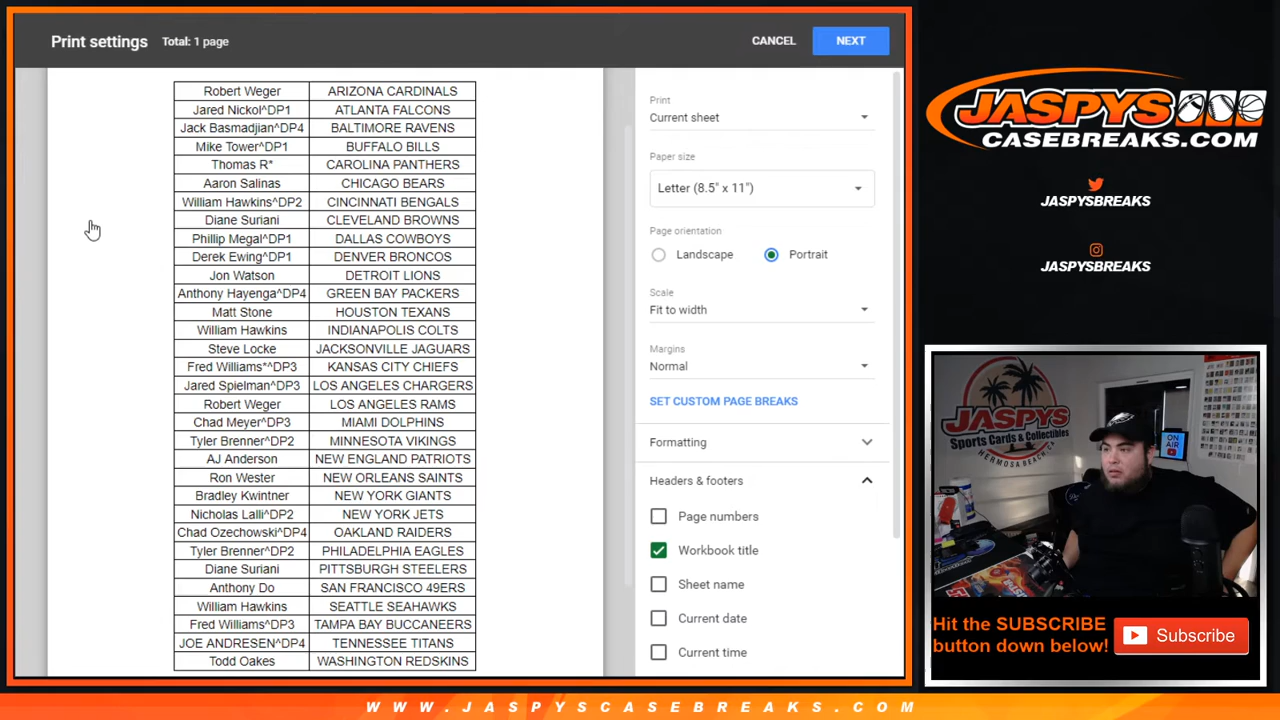 Print settings Total: 1 page CANCEL NEXT
Robert Weger ARIZONA CARDINALS
Jared Nickol^DP1 ATLANTA FALCONS
Jack Basmadjian^DP4 BALTIMORE RAVENS
Mike Tower^DP1 BUFFALO BILLS
Thomas R* CAROLINA PANTHERS
Aaron Salinas CHICAGO BEARS
William Hawkins^DP2 CINCINNATI BENGALS
Diane Suriani CLEVELAND BROWNS
Phillip Megal^DP1 DALLAS COWBOYS
Derek Ewing^DP1 DENVER BRONCOS
Jon Watson DETROIT LIONS
Anthony Hayenga^DP4 GREEN BAY PACKERS
Matt Stone HOUSTON TEXANS
William Hawkins INDIANAPOLIS COLTS
Steve Locke JACKSONVILLE JAGUARS
Fred Williams*^DP3 KANSAS CITY CHIEFS
Jared Spielman^DP3 LOS ANGELES CHARGERS
Robert Weger LOS ANGELES RAMS
Chad Meyer^DP3 MIAMI DOLPHINS
Tyler Brenner^DP2 MINNESOTA VIKINGS
AJ Anderson NEW ENGLAND PATRIOTS
Ron Wester NEW ORLEANS SAINTS
Bradley Kwintner NEW YORK GIANTS
Nicholas Lalli^DP2 NEW YORK JETS
Chad Ozechowski^DP4 OAKLAND RAIDERS
Tyler Brenner^DP2 PHILADELPHIA EAGLES
Diane Suriani PITTSBURGH STEELERS
Anthony Do SAN FRANCISCO 49ERS
William Hawkins SEATTLE SEAHAWKS
Fred Williams^DP3 TAMPA BAY BUCCANEERS
JOE ANDRESEN^DP4 TENNESSEE TITANS
Todd Oakes WASHINGTON REDSKINS
Print
Current sheet
Paper size
Letter (8.5" x 11")
Page orientation
Landscape Portrait
Scale
Fit to width
Margins
Normal
SET CUSTOM PAGE BREAKS
Formatting
Headers & footers
Page numbers
Workbook title
Sheet name
Current date
Current time
JASPYS
CASEBREAKS.COM
JASPYSBREAKS
JASPYSBREAKS
JASPYS
Sports Cards & Collectibles
HERMOSA BEACH, CA
ON AIR
Hit the SUBSCRIBE
button down below!
Subscribe
WWW.JASPYSCASEBREAKS.COM